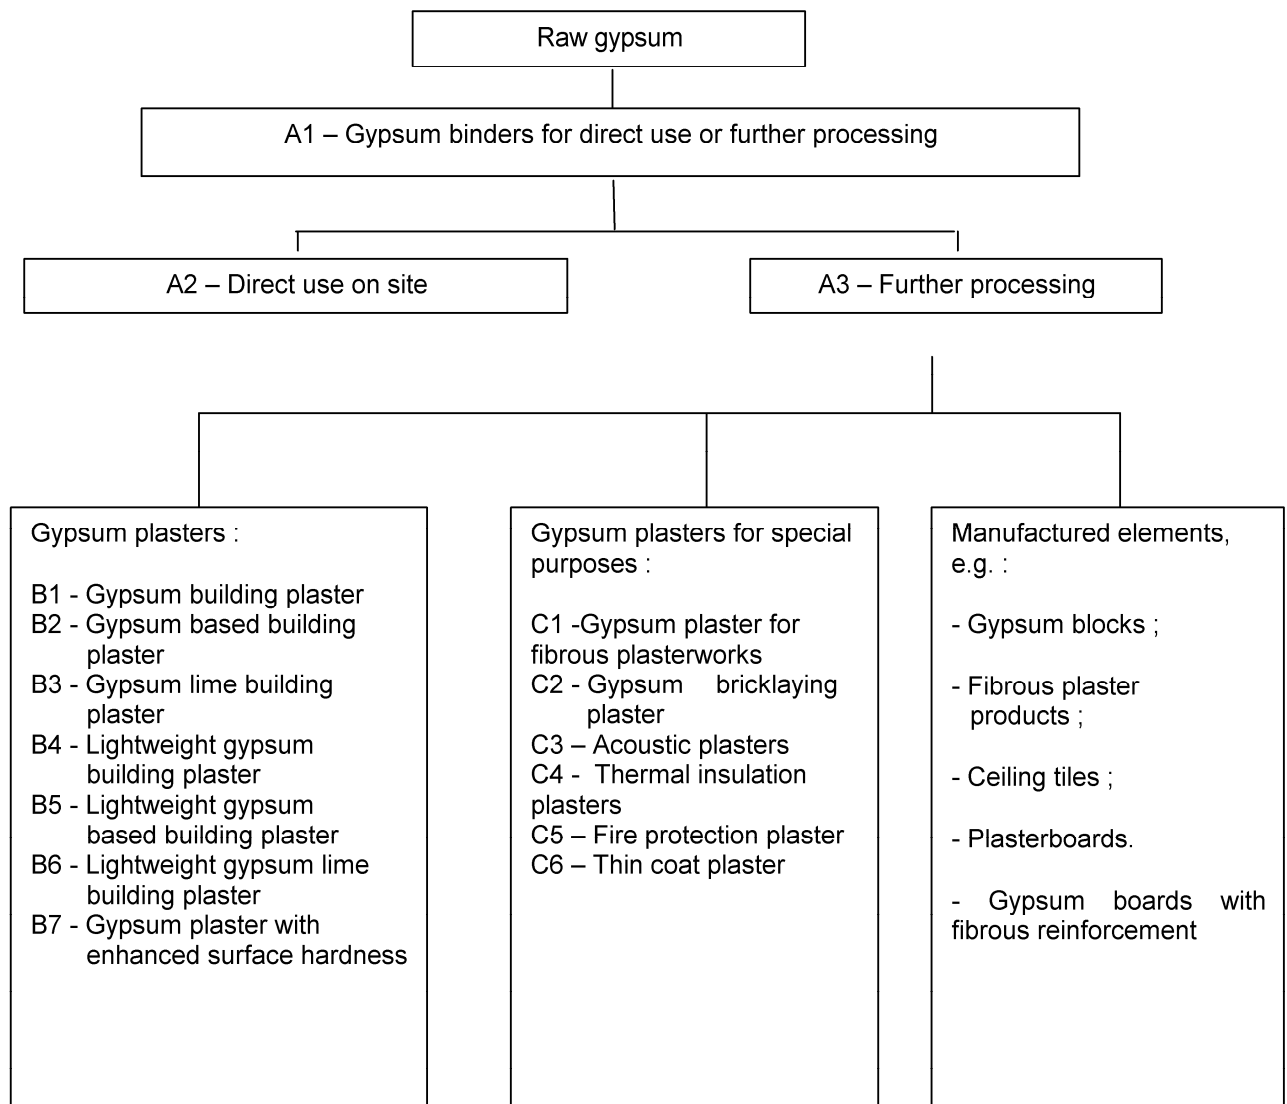 Raw gypsum
A1 – Gypsum binders for direct use or further processing
A2 – Direct use on site
A3 – Further processing
Gypsum plasters :
B1 - Gypsum building plaster
B2 - Gypsum based building
plaster
B3 - Gypsum lime building
plaster
B4 - Lightweight gypsum
building plaster
B5 - Lightweight gypsum
based building plaster
B6 - Lightweight gypsum lime
building plaster
B7 - Gypsum plaster with
enhanced surface hardness
Gypsum plasters for special
purposes :
C1 -Gypsum plaster for
fibrous plasterworks
C2 - Gypsum bricklaying
plaster
C3 – Acoustic plasters
C4 - Thermal insulation
plasters
C5 – Fire protection plaster
C6 – Thin coat plaster
Manufactured elements,
e.g. :
- Gypsum blocks ;
- Fibrous plaster
products ;
- Ceiling tiles ;
- Plasterboards.
- Gypsum boards with
fibrous reinforcement